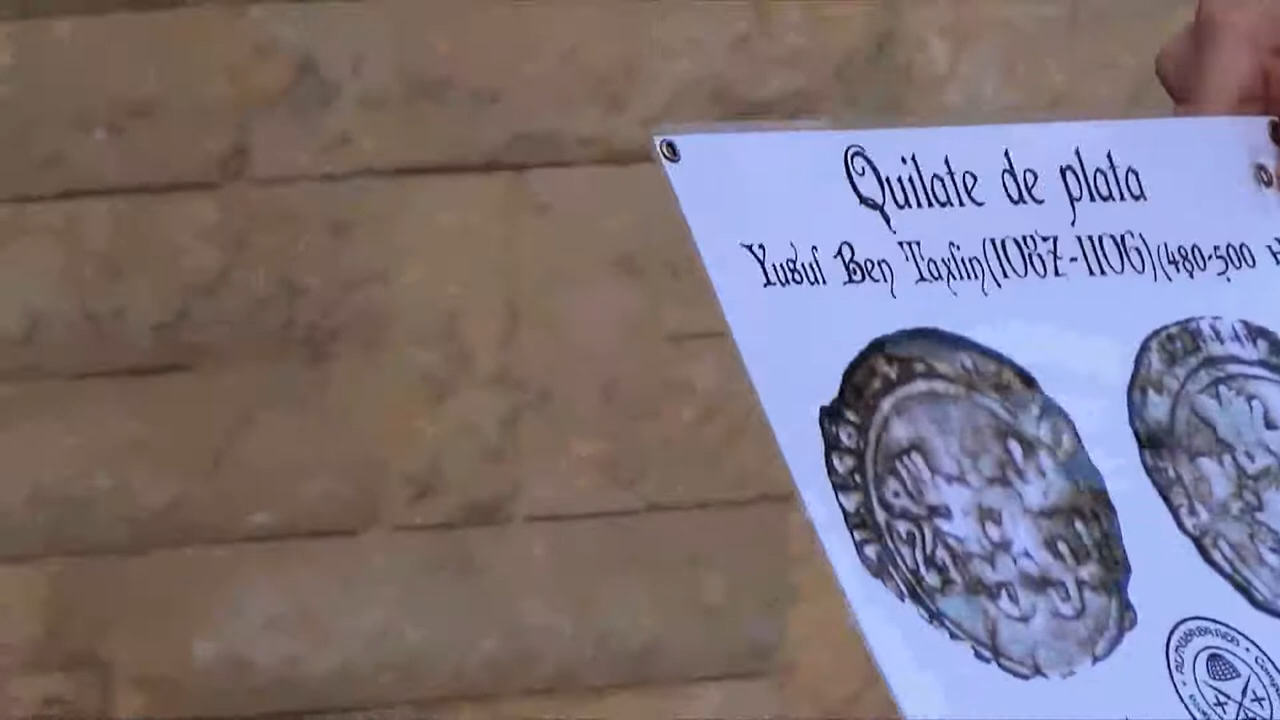 Quilate de plata
Yusuf Ben Taxfin(1087-1106)(480-500 H